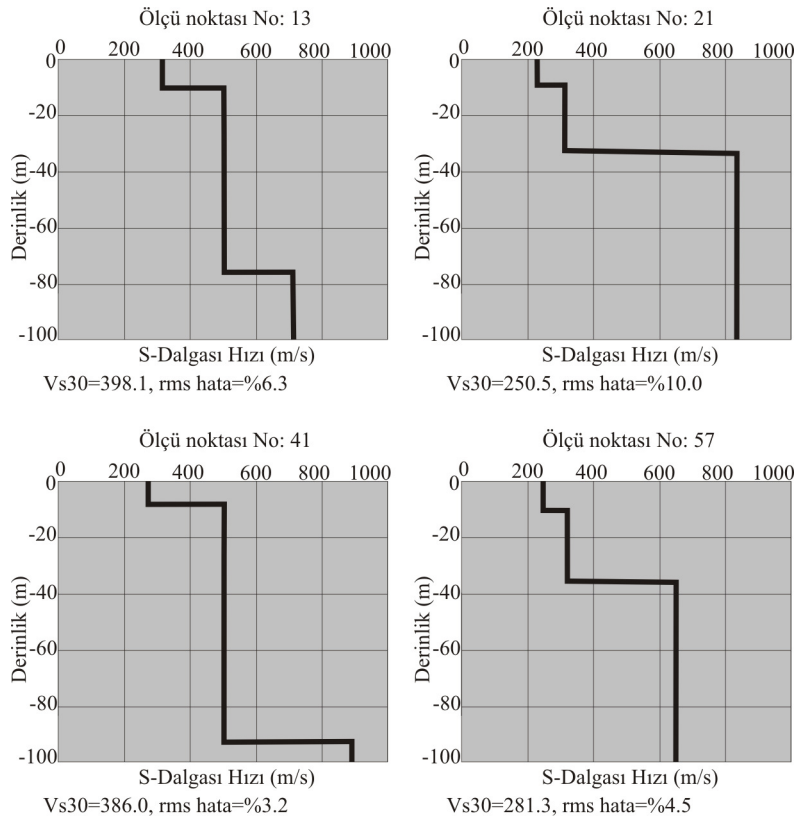 Ölçü noktası No: 13
0 200 400 600 800 1000
0
-20
-40
-60
-80
-100
Derinlik (m)
S-Dalgası Hızı (m/s)
Vs30=398.1, rms hata=%6.3
Ölçü noktası No: 21
0 200 400 600 800 1000
0
-20
-40
-60
-80
-100
Derinlik (m)
S-Dalgası Hızı (m/s)
Vs30=250.5, rms hata=%10.0
Ölçü noktası No: 41
0 200 400 600 800 1000
0
-20
-40
-60
-80
-100
Derinlik (m)
S-Dalgası Hızı (m/s)
Vs30=386.0, rms hata=%3.2
Ölçü noktası No: 57
0 200 400 600 800 1000
0
-20
-40
-60
-80
-100
Derinlik (m)
S-Dalgası Hızı (m/s)
Vs30=281.3, rms hata=%4.5